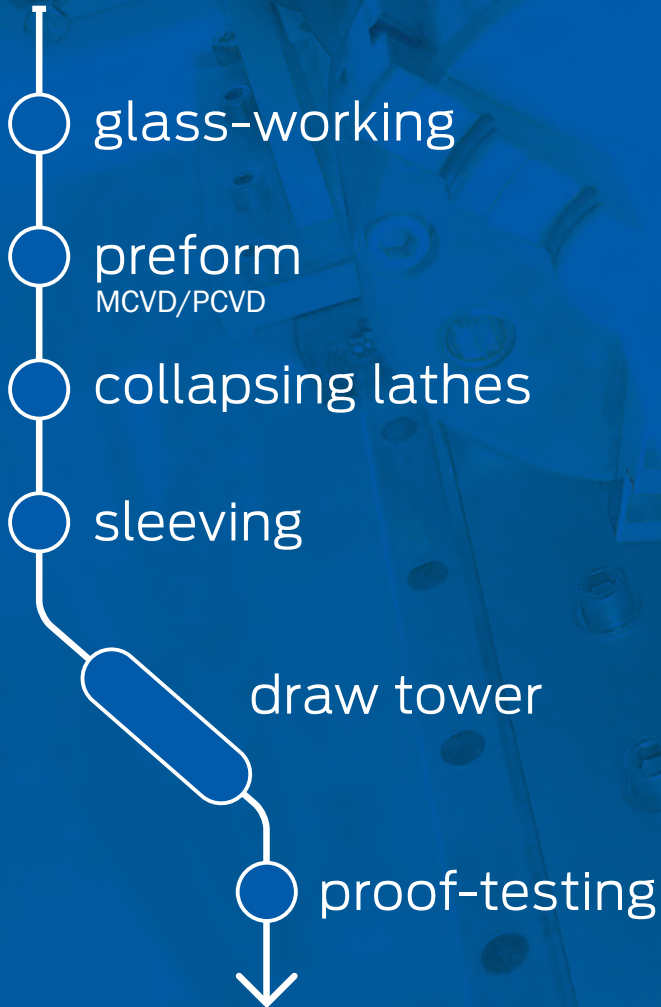 glass-working
preform
MCVD/PCVD
collapsing lathes
sleeving
draw tower
proof-testing